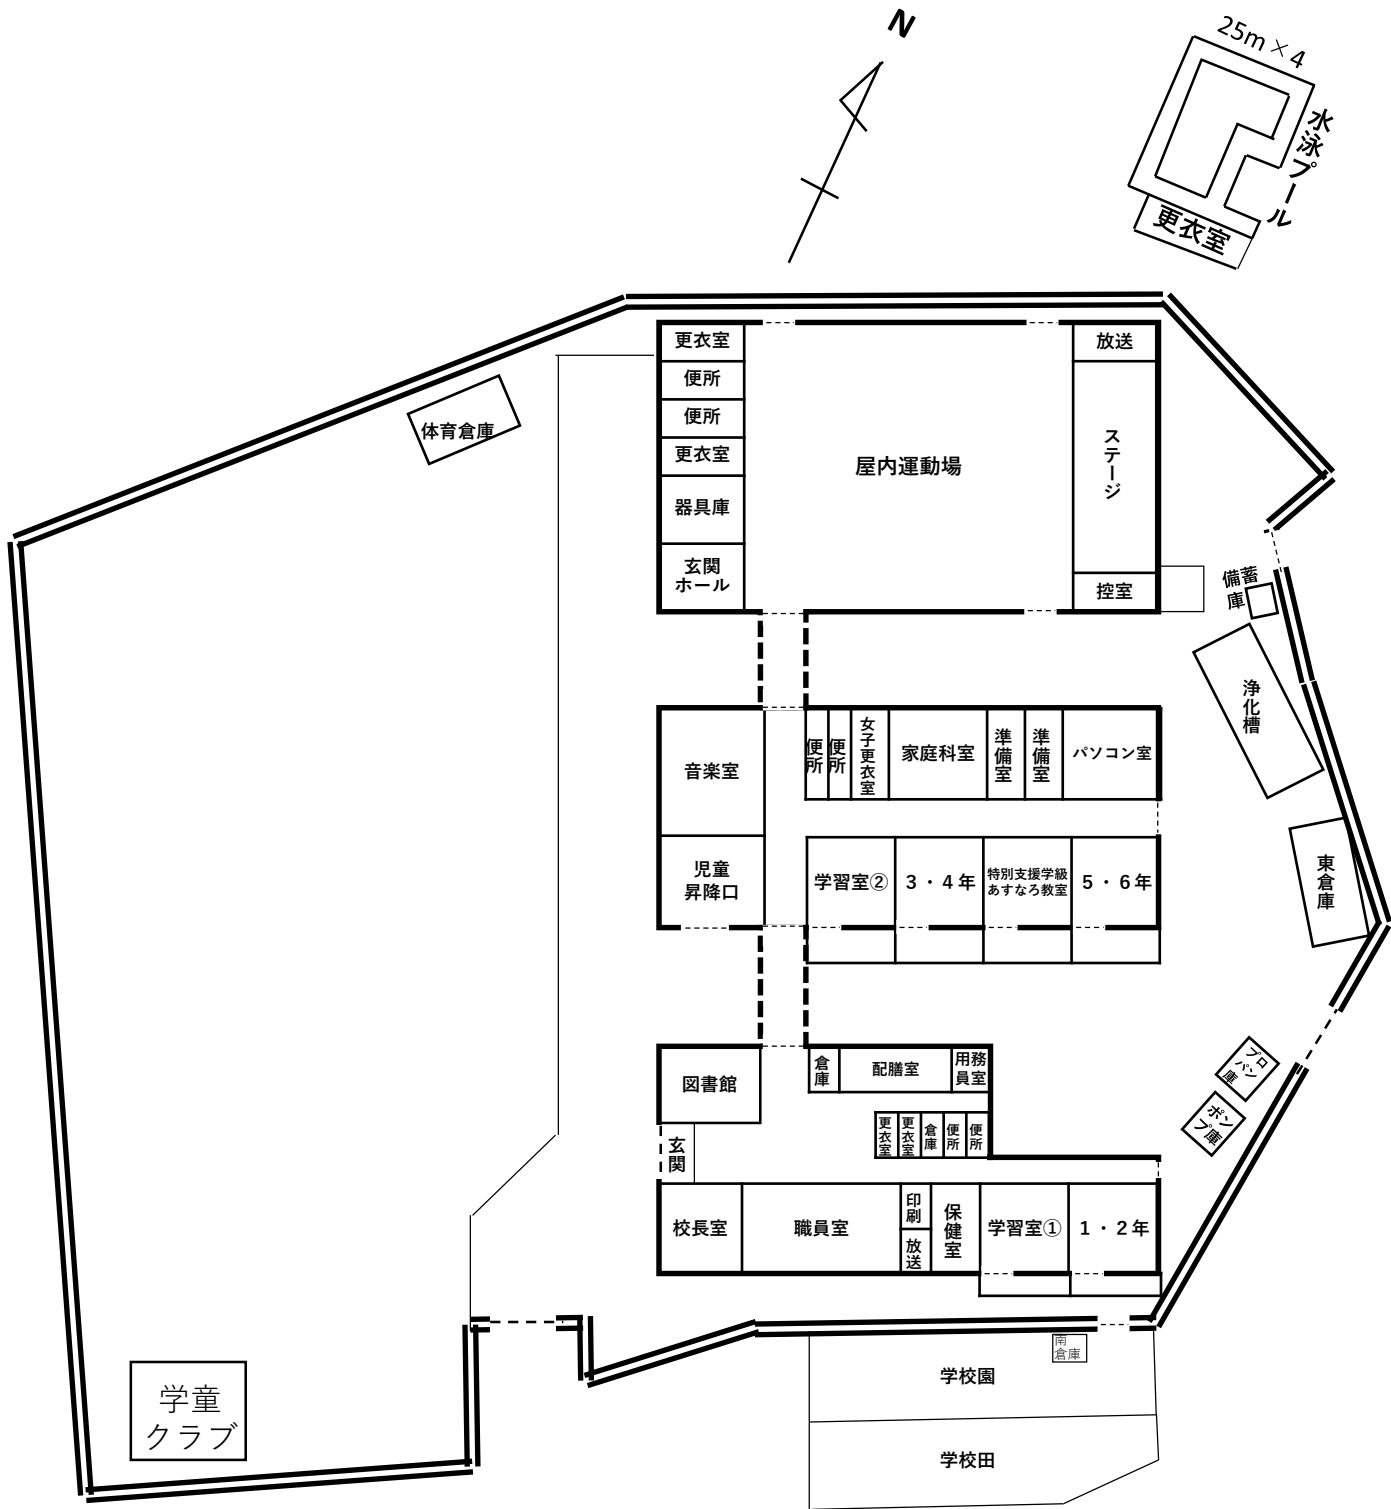 N
25m×4
水泳プール
更衣室
更衣室
便所
便所
更衣室
器具庫
玄関
ホール
屋内運動場
放送
ステージ
控室
体育倉庫
備蓄
庫
浄化槽
東倉庫
音楽室
児童
昇降口
便所
便所
女子更衣室
家庭科室
準備室
準備室
パソコン室
学習室②
3・4年
特別支援学級
あすなろ教室
5・6年
図書館
玄関
倉庫
配膳室
用務
員室
更衣室
更衣室
倉庫
便所
便所
プロ
パン
庫
ポン
プ庫
校長室
職員室
印刷
放送
保健室
学習室①
1・2年
南
倉庫
学校園
学校田
学童
クラブ